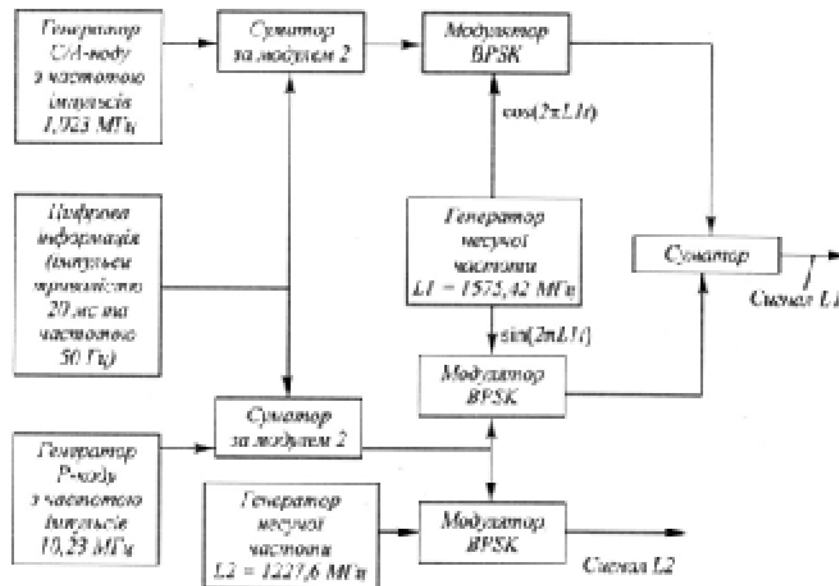 Генератор
С/А-коду
з частотою
імпульсів
1,023 МГц
Суматор
за модулем 2
Модулятор
BPSK
cos(2πL1t)
Цифрова
інформація
(імпульси
тривалістю
20 мс та
частотою
50 Гц)
Генератор
несучої
частоти
L1 = 1575,42 МГц
Суматор
Сигнал L1
sin(2πL1t)
Модулятор
BPSK
Суматор
за модулем 2
Генератор
Р-коду
з частотою
імпульсів
10,23 МГц
Генератор
несучої
частоти
L2 = 1227,6 МГц
Модулятор
BPSK
Сигнал L2